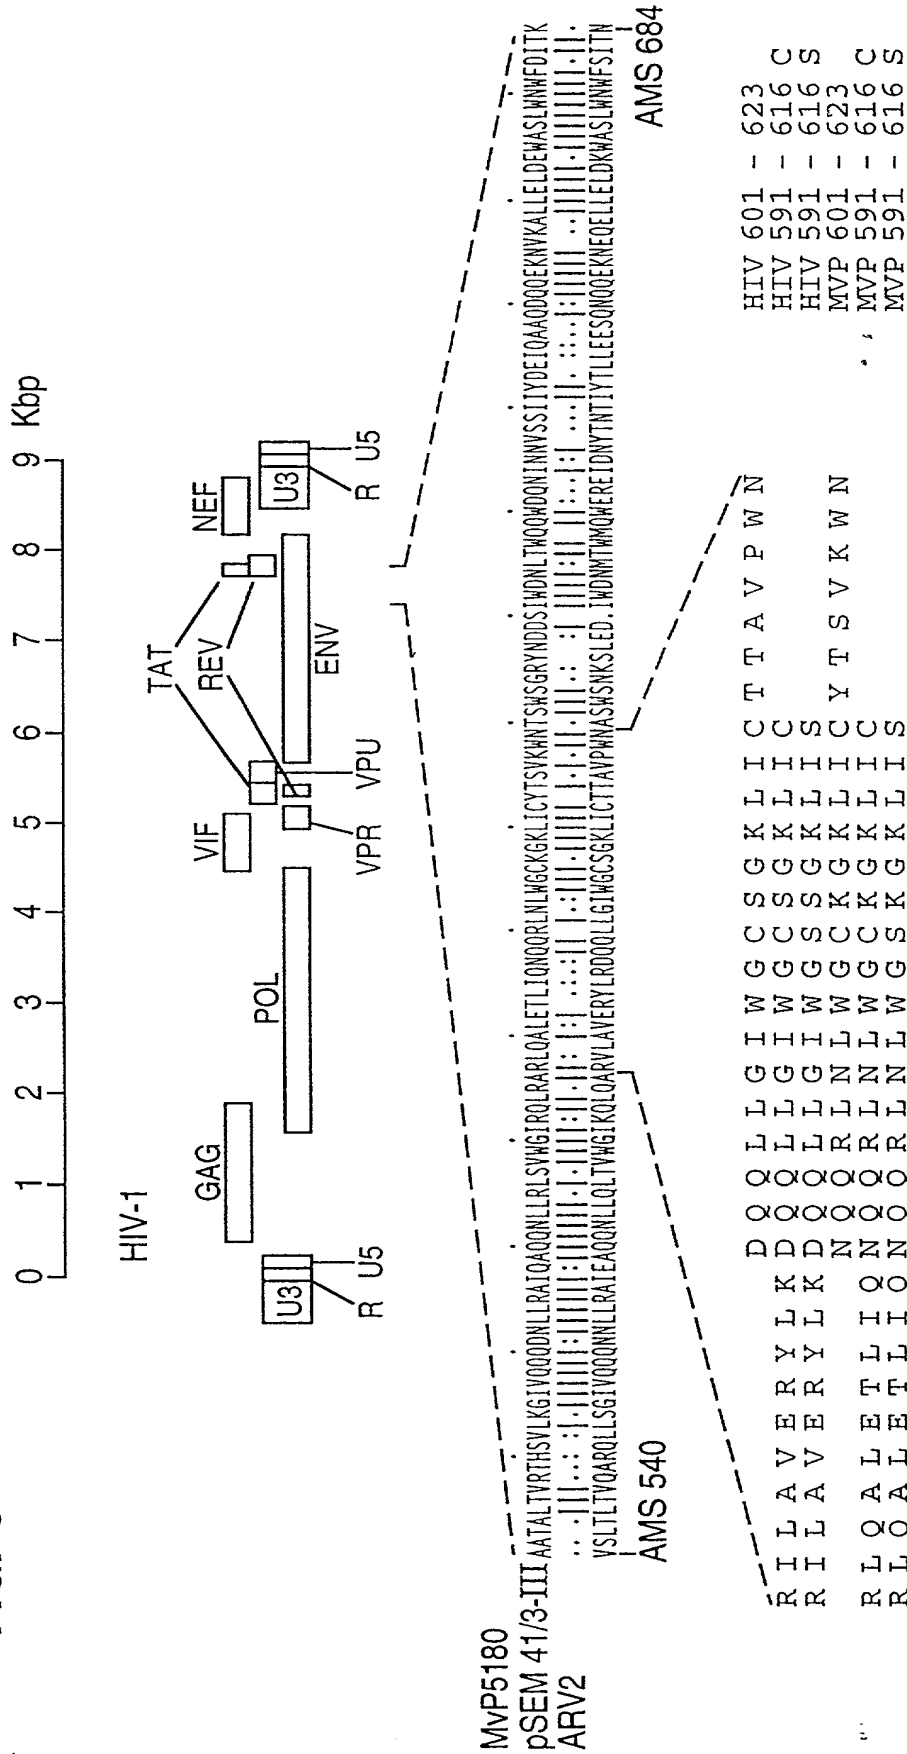 0 1 2 3 4 5 6 7 8 9 Kbp
HIV-1
GAG
VIF
TAT
NEF
REV
U3
POL
U3
R U5
VPR VPU
ENV
R U5
MvP5180
pSEM 41/3-III AATALTVRTHSVLKGIVQQQDNLLRAIQAQQNLLRLSVWGIRQLRARLQALETLIQNQQRLNLWGCKGKLICYTSVKWNTSWSGRYNDDSIWDNLTWQQWDQNINNVSSIIYDEIQAAQDQQEKNVKALLELDEWASLWNWFDITK
ARV2 VSLTLTVQARQLLSGIVQQQNNLLRAIEAQQNLLQLTVWGIKQLQARVLAVERYLRDQQLLGIWGCSGKLICTTAVPWNASWSNKSLED.IWDNMTWMQWEREIDNYTNTIYTLLEESQNQQEKNEQELLELDKWASLWNWFSITN
AMS 540
AMS 684
D Q Q L L G I W G C S G K L I C T T A V P W N HIV 601 - 623
R I L A V E R Y L K D Q Q L L G I W G C S G K L I C HIV 591 - 616 C
R I L A V E R Y L K D Q Q L L G I W G S S G K L I S HIV 591 - 616 S
N Q Q R L N L W G C K G K L I C Y T S V K W N MVP 601 - 623
R L Q A L E T L I Q N Q Q R L N L W G C K G K L I C MVP 591 - 616 C
R L Q A L E T L I Q N Q Q R L N L W G S K G K L I S MVP 591 - 616 S